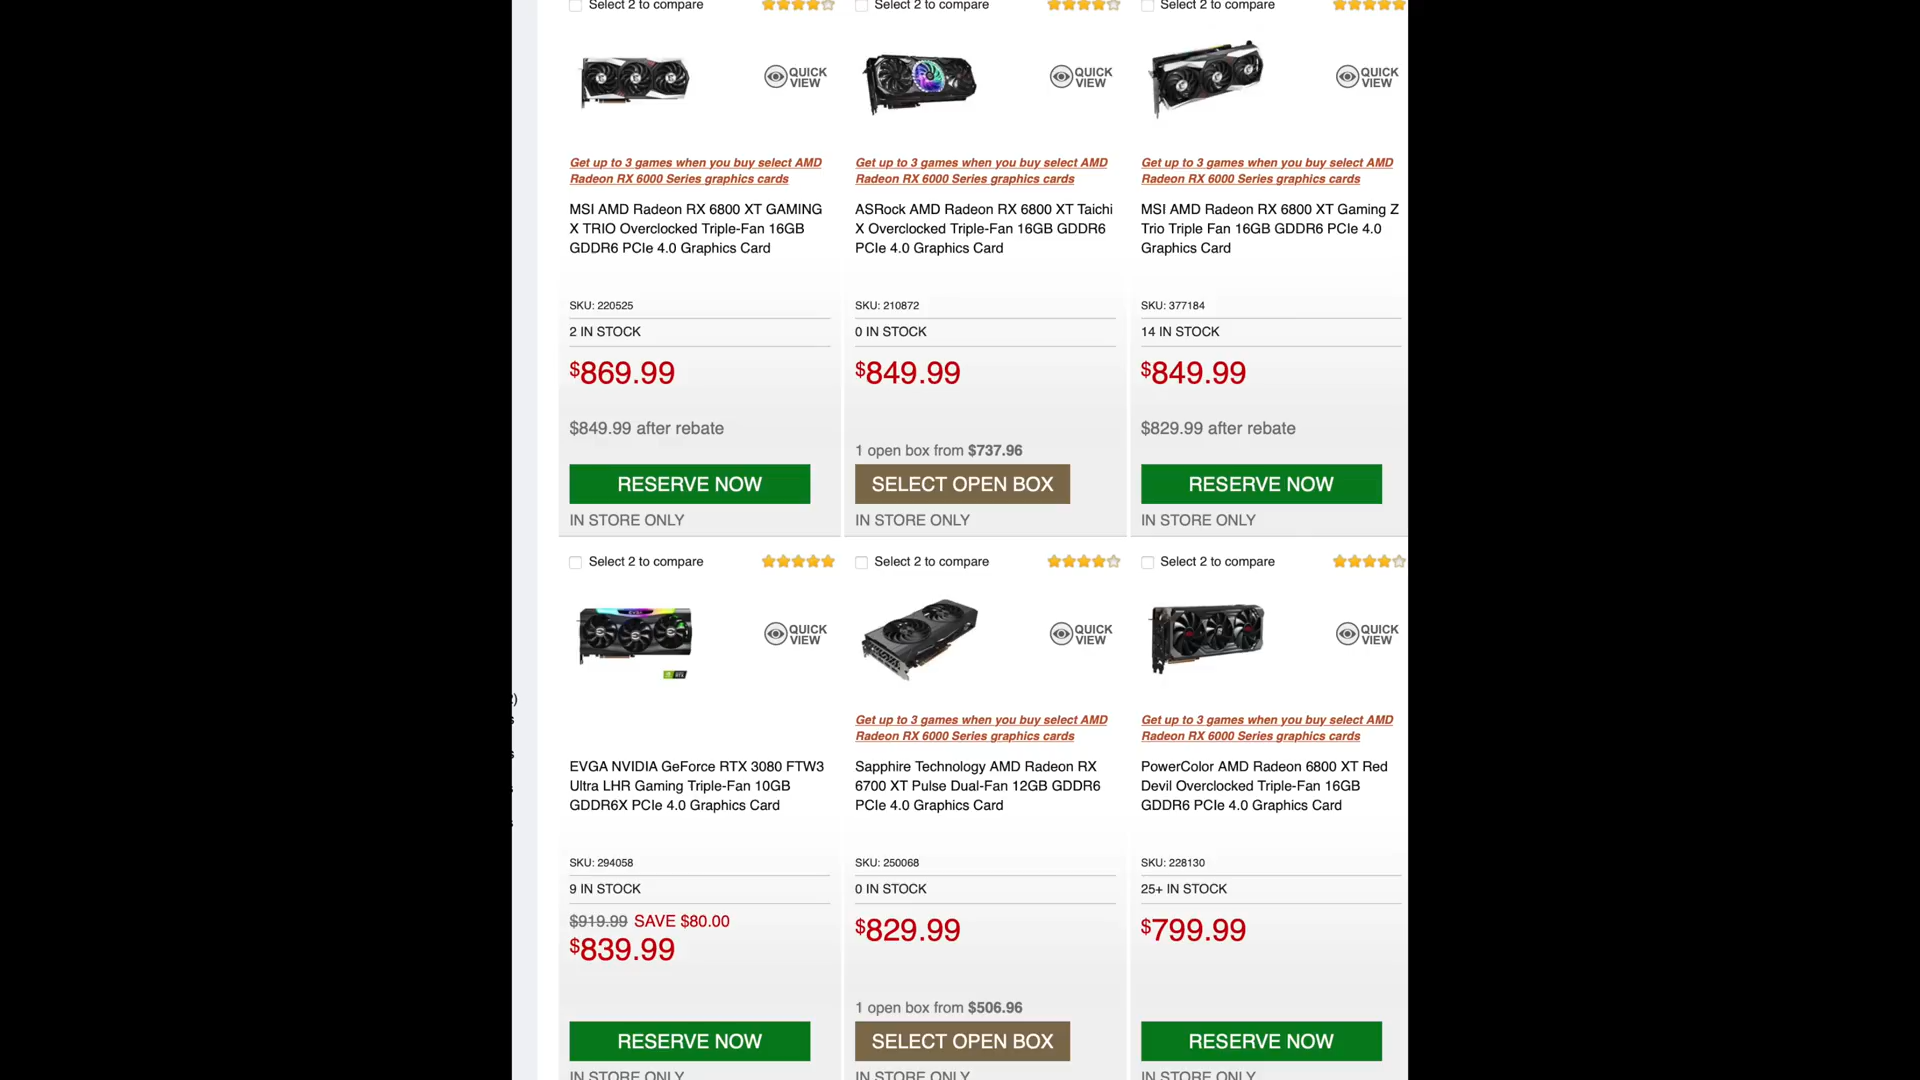 Select 2 to compare
QUICK
VIEW
Get up to 3 games when you buy select AMD
Radeon RX 6000 Series graphics cards
MSI AMD Radeon RX 6800 XT GAMING
X TRIO Overclocked Triple-Fan 16GB
GDDR6 PCIe 4.0 Graphics Card
SKU: 220525
2 IN STOCK
$869.99
$849.99 after rebate
RESERVE NOW
IN STORE ONLY
Select 2 to compare
QUICK
VIEW
Get up to 3 games when you buy select AMD
Radeon RX 6000 Series graphics cards
ASRock AMD Radeon RX 6800 XT Taichi
X Overclocked Triple-Fan 16GB GDDR6
PCIe 4.0 Graphics Card
SKU: 210872
0 IN STOCK
$849.99
1 open box from $737.96
SELECT OPEN BOX
IN STORE ONLY
Select 2 to compare
QUICK
VIEW
Get up to 3 games when you buy select AMD
Radeon RX 6000 Series graphics cards
MSI AMD Radeon RX 6800 XT Gaming Z
Trio Triple Fan 16GB GDDR6 PCIe 4.0
Graphics Card
SKU: 377184
14 IN STOCK
$849.99
$829.99 after rebate
RESERVE NOW
IN STORE ONLY
Select 2 to compare
QUICK
VIEW
EVGA NVIDIA GeForce RTX 3080 FTW3
Ultra LHR Gaming Triple-Fan 10GB
GDDR6X PCIe 4.0 Graphics Card
SKU: 294058
9 IN STOCK
$919.99 SAVE $80.00
$839.99
RESERVE NOW
IN STORE ONLY
Select 2 to compare
QUICK
VIEW
Get up to 3 games when you buy select AMD
Radeon RX 6000 Series graphics cards
Sapphire Technology AMD Radeon RX
6700 XT Pulse Dual-Fan 12GB GDDR6
PCIe 4.0 Graphics Card
SKU: 250068
0 IN STOCK
$829.99
1 open box from $506.96
SELECT OPEN BOX
IN STORE ONLY
Select 2 to compare
QUICK
VIEW
Get up to 3 games when you buy select AMD
Radeon RX 6000 Series graphics cards
PowerColor AMD Radeon 6800 XT Red
Devil Overclocked Triple-Fan 16GB
GDDR6 PCIe 4.0 Graphics Card
SKU: 228130
25+ IN STOCK
$799.99
RESERVE NOW
IN STORE ONLY